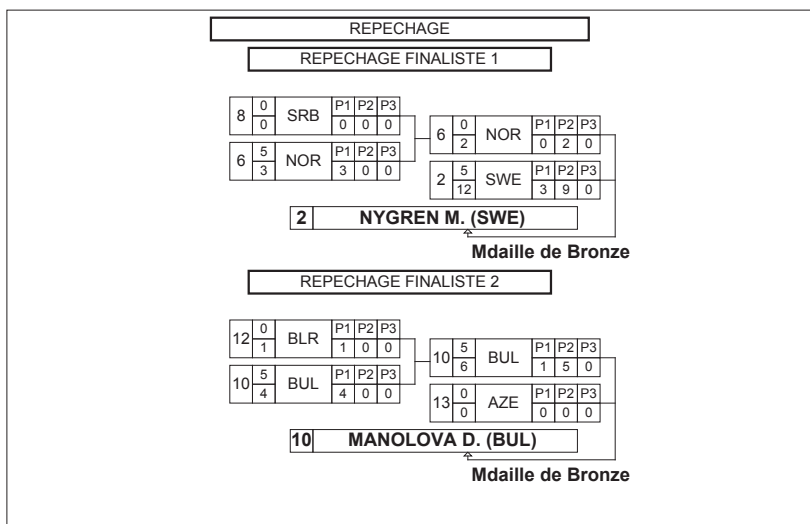 REPECHAGE
REPECHAGE FINALISTE 1
8 0 0 SRB P1 P2 P3 0 0 0
6 5 3 NOR P1 P2 P3 3 0 0
6 0 2 NOR P1 P2 P3 0 2 0
2 5 12 SWE P1 P2 P3 3 9 0
2 NYGREN M. (SWE)
Mdaille de Bronze
REPECHAGE FINALISTE 2
12 0 1 BLR P1 P2 P3 1 0 0
10 5 4 BUL P1 P2 P3 4 0 0
10 5 6 BUL P1 P2 P3 1 5 0
13 0 0 AZE P1 P2 P3 0 0 0
10 MANOLOVA D. (BUL)
Mdaille de Bronze